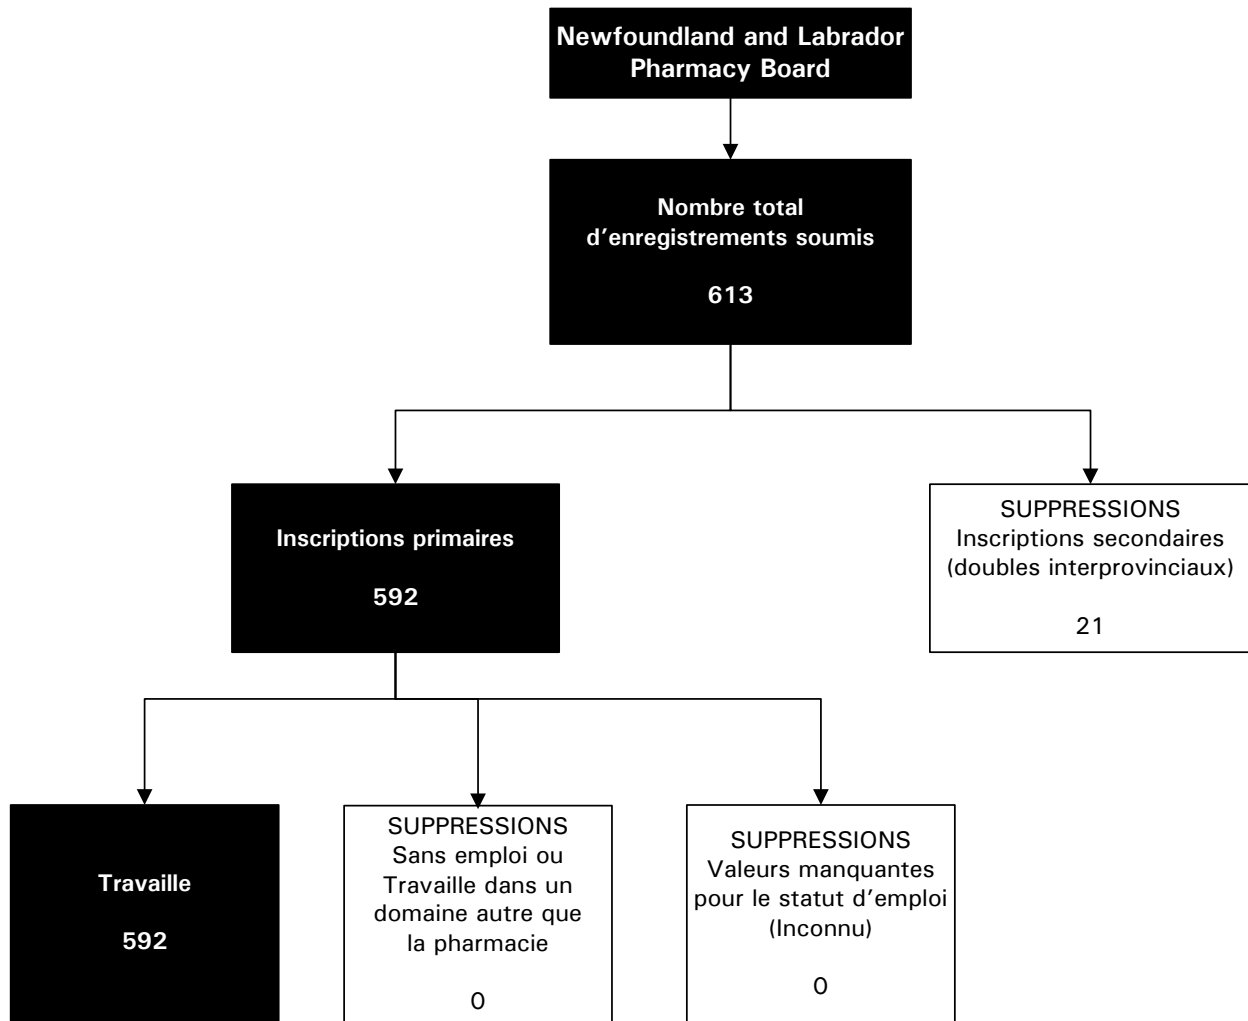 Newfoundland and Labrador
Pharmacy Board
Nombre total
d'enregistrements soumis
613
Inscriptions primaires
592
SUPPRESSIONS
Inscriptions secondaires
(doubles interprovinciaux)
21
Travaille
592
SUPPRESSIONS
Sans emploi ou
Travaille dans un
domaine autre que
la pharmacie
0
SUPPRESSIONS
Valeurs manquantes
pour le statut d'emploi
(Inconnu)
0